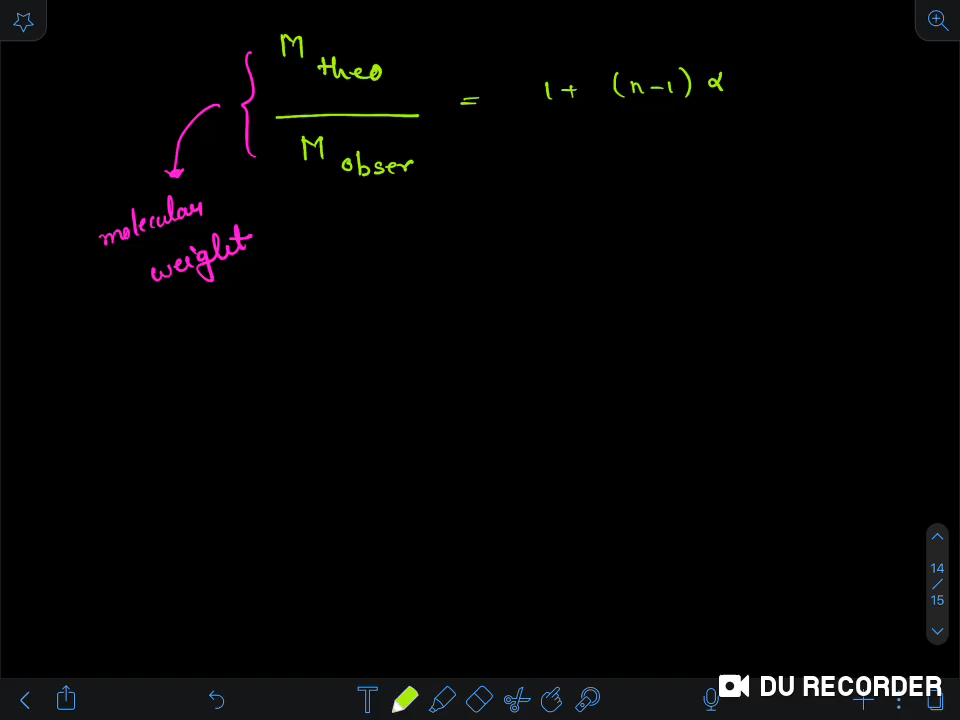 M theo
M obser
= 1 + (n-1) α
molecular
weight
14
15
T
DU RECORDER